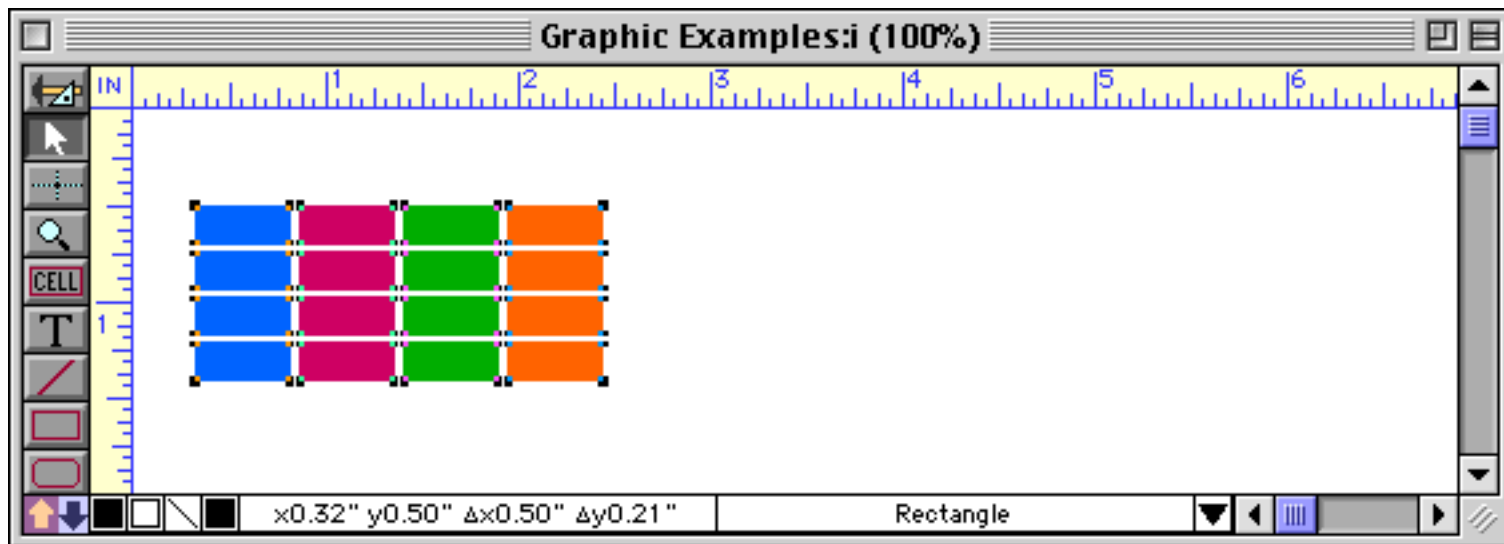 Graphic Examples:i (100%)
IN 1 2 3 4 5 6
CELL
T
1
x0.32" y0.50" Δx0.50" Δy0.21"
Rectangle